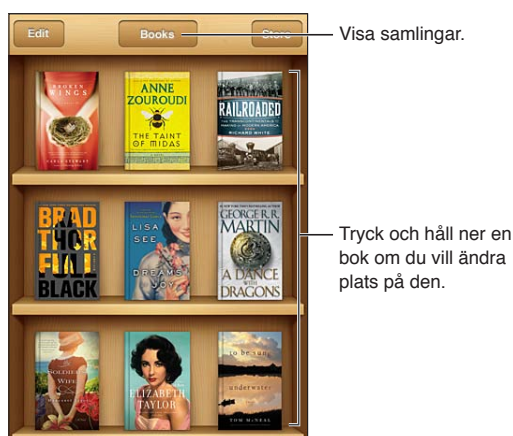 Edit
Books
Store
Visa samlingar.
BROKEN
WINGS
ANNE
ZOUROUDI
THE TAINT
OF MIDAS
RAILROADED
RICHARD WHITE
BRAD
THOR
FULL
BLACK
LISA
SEE
DREAMS
JOY
GEORGE R.R.
MARTIN
A DANCE
WITH
DRAGONS
Tryck och håll ner en
bok om du vill ändra
plats på den.
SOLDIER'S
WIFE
ELIZABETH
TAYLOR
to be sung
underwater
TOM McNEAL